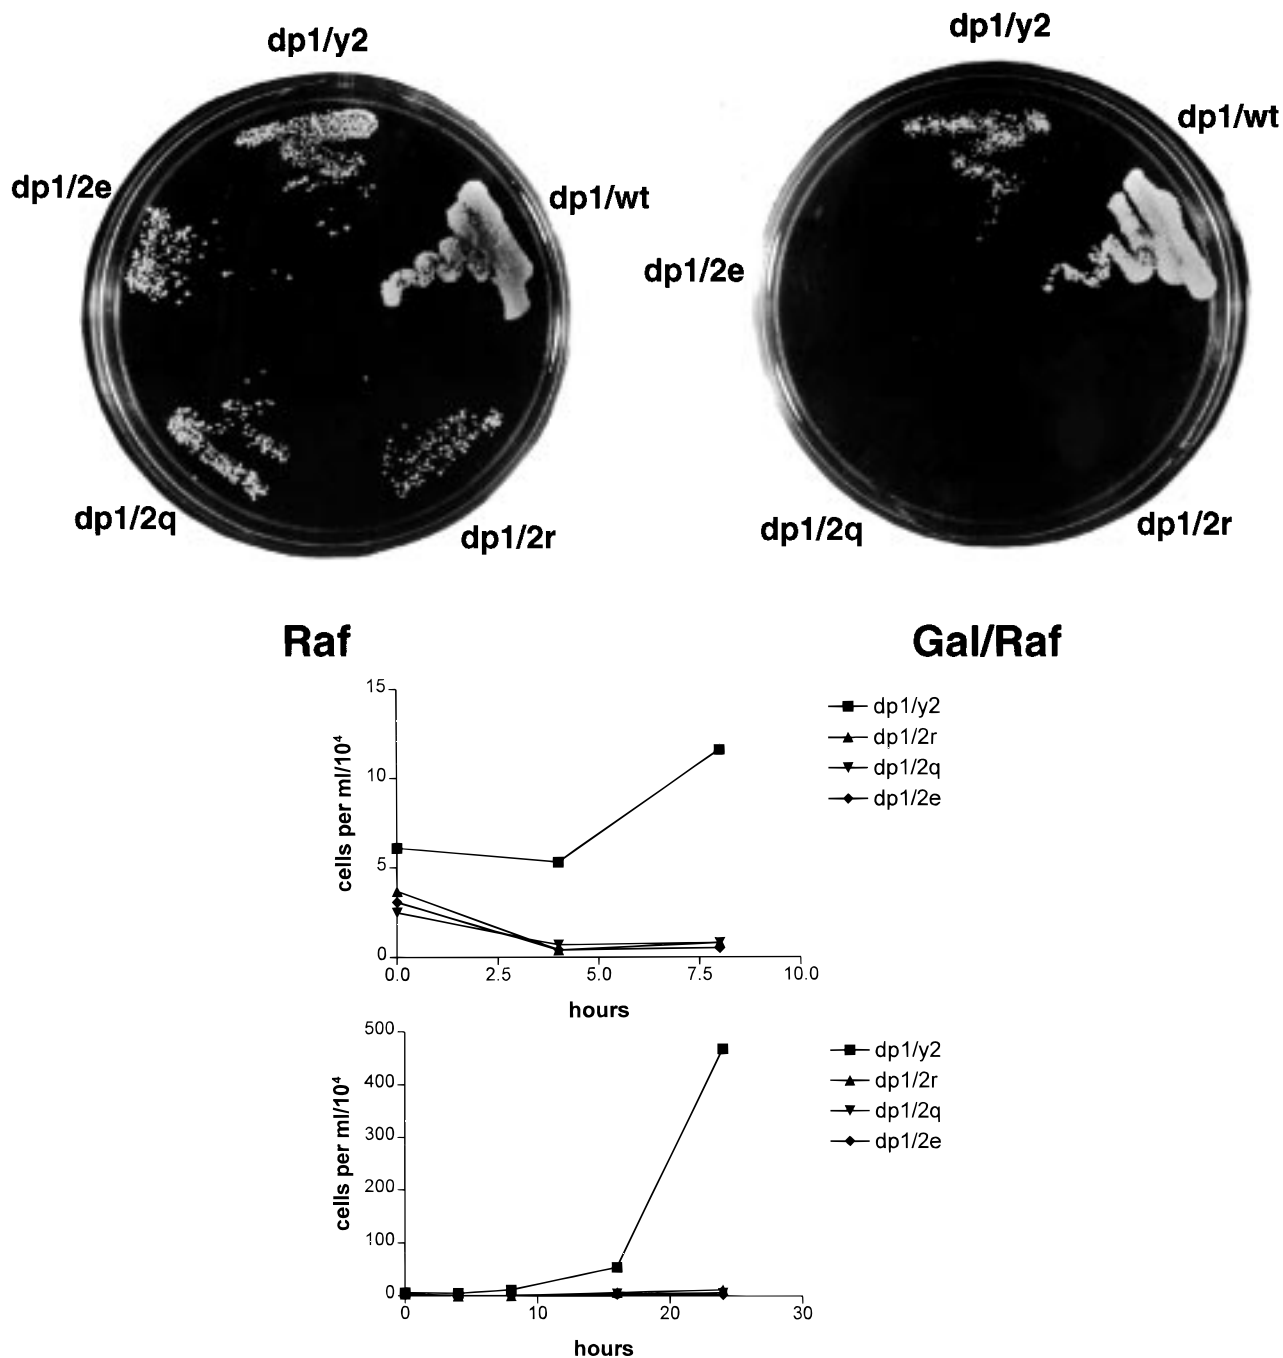 dp1/y2
dp1/y2
dp1/wt
dp1/2e
dp1/wt
dp1/2e
dp1/2q
dp1/2r
dp1/2q
dp1/2r
Raf
Gal/Raf
15
10
5
0
cells per ml/10⁴
0.0 2.5 5.0 7.5 10.0
hours
dp1/y2
dp1/2r
dp1/2q
dp1/2e
500
400
300
200
100
0
cells per ml/10⁴
0 10 20 30
hours
dp1/y2
dp1/2r
dp1/2q
dp1/2e